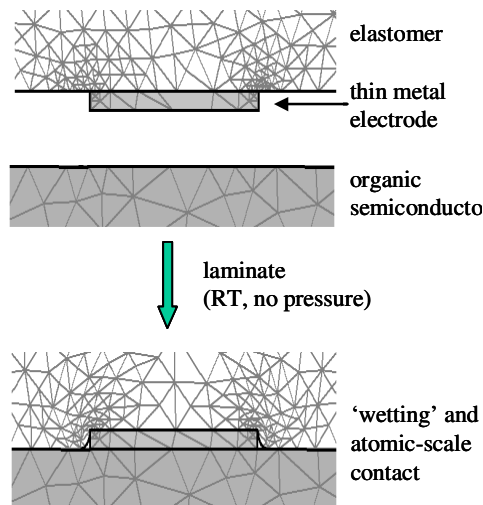 elastomer
thin metal
electrode
organic
semiconducto
laminate
(RT, no pressure)
‘wetting’ and
atomic-scale
contact